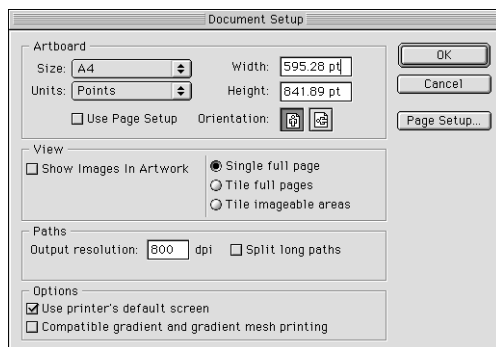 Document Setup
Artboard
Size: A4
Width: 595.28 pt
Units: Points
Height: 841.89 pt
Use Page Setup
Orientation:
OK
Cancel
Page Setup...
View
Show Images In Artwork
Single full page
Tile full pages
Tile imageable areas
Paths
Output resolution: 800 dpi
Split long paths
Options
Use printer's default screen
Compatible gradient and gradient mesh printing